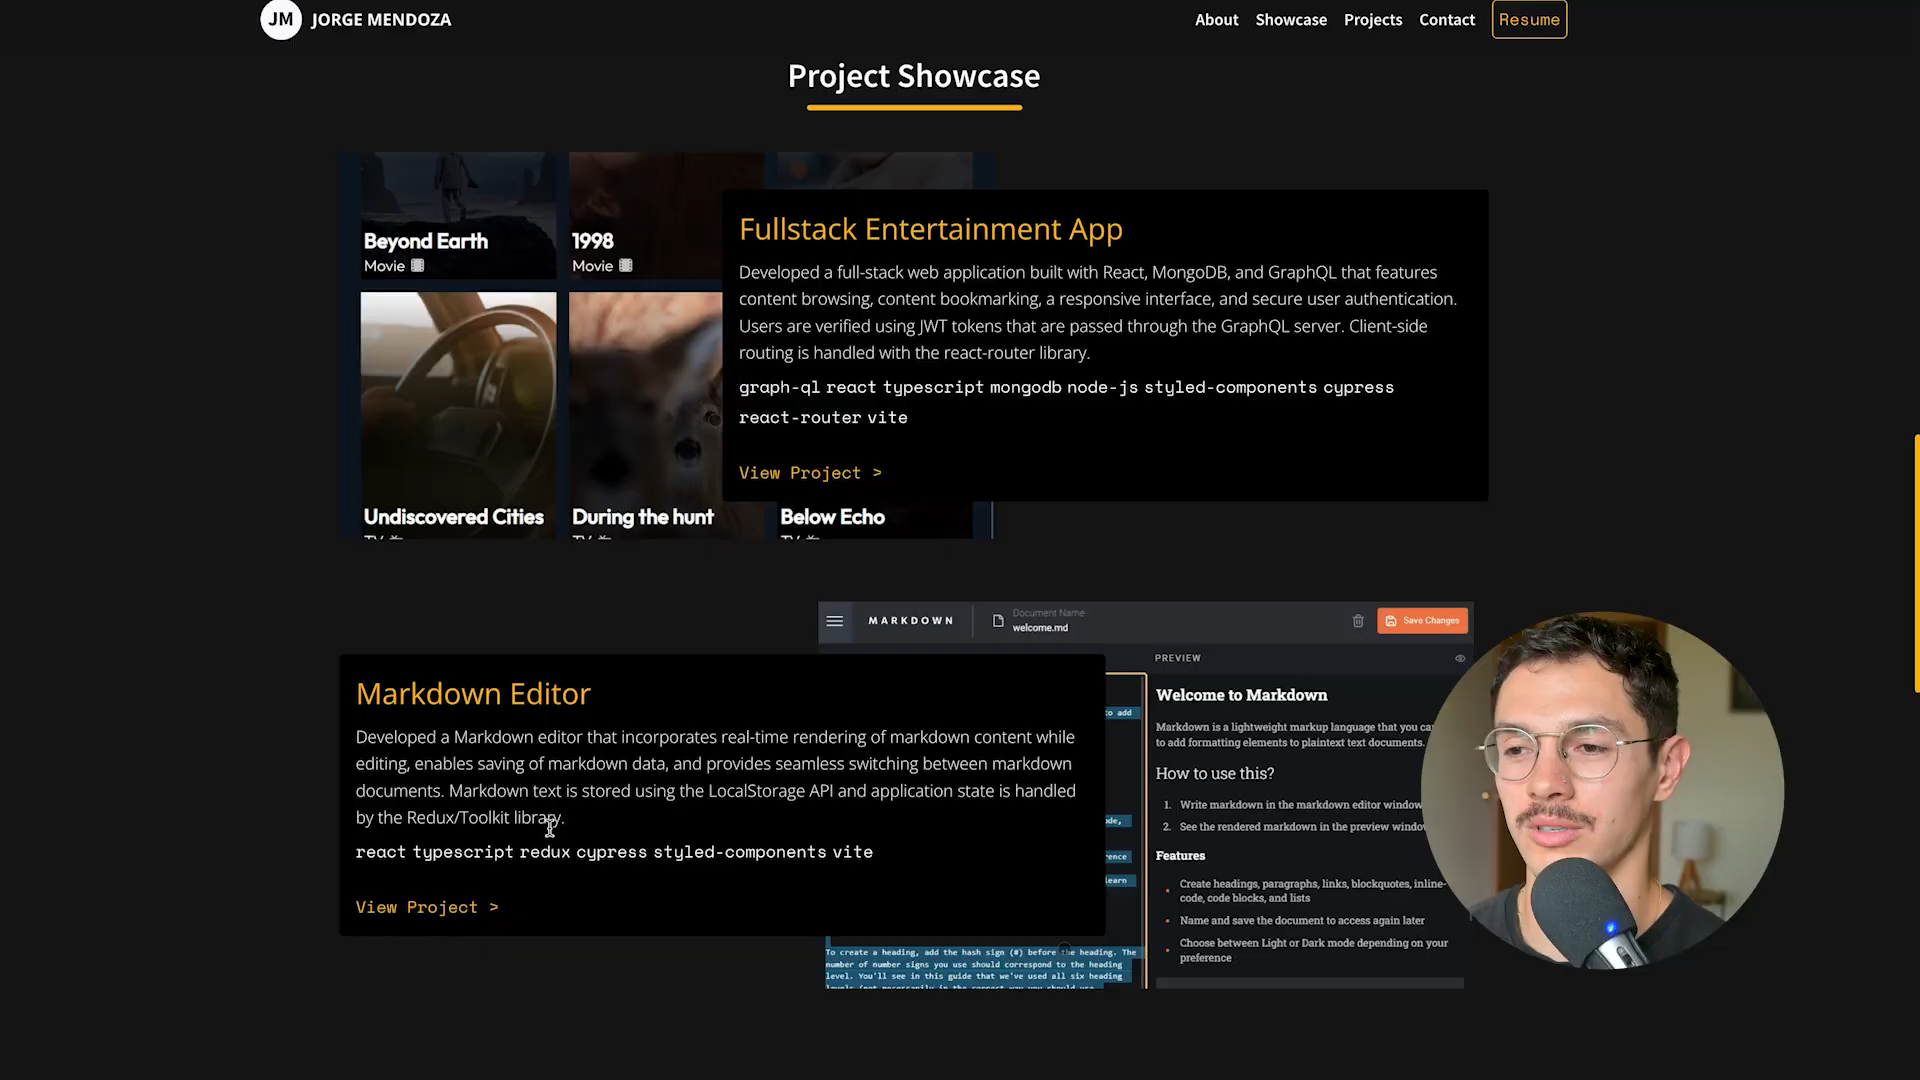 JM JORGE MENDOZA
About Showcase Projects Contact Resume
Project Showcase
Beyond Earth
Movie
1998
Movie
Undiscovered Cities
During the hunt
Below Echo
Fullstack Entertainment App
Developed a full-stack web application built with React, MongoDB, and GraphQL that features
content browsing, content bookmarking, a responsive interface, and secure user authentication.
Users are verified using JWT tokens that are passed through the GraphQL server. Client-side
routing is handled with the react-router library.
graph-ql react typescript mongodb node-js styled-components cypress
react-router vite
View Project >
Markdown Editor
Developed a Markdown editor that incorporates real-time rendering of markdown content while
editing, enables saving of markdown data, and provides seamless switching between markdown
documents. Markdown text is stored using the LocalStorage API and application state is handled
by the Redux/Toolkit library.
react typescript redux cypress styled-components vite
View Project >
MARKDOWN
Document Name
welcome.md
Save Changes
PREVIEW
to add
ence
learn
To create a heading, add the hash sign (#) before the heading. The
number of number signs you use should correspond to the heading
level. You'll see in this guide that we've used all six heading
Welcome to Markdown
Markdown is a lightweight markup language that you can
to add formatting elements to plaintext text documents.
How to use this?
1. Write markdown in the markdown editor window
2. See the rendered markdown in the preview window
Features
Create headings, paragraphs, links, blockquotes, inline-
code, code blocks, and lists
Name and save the document to access again later
Choose between Light or Dark mode depending on your
preference